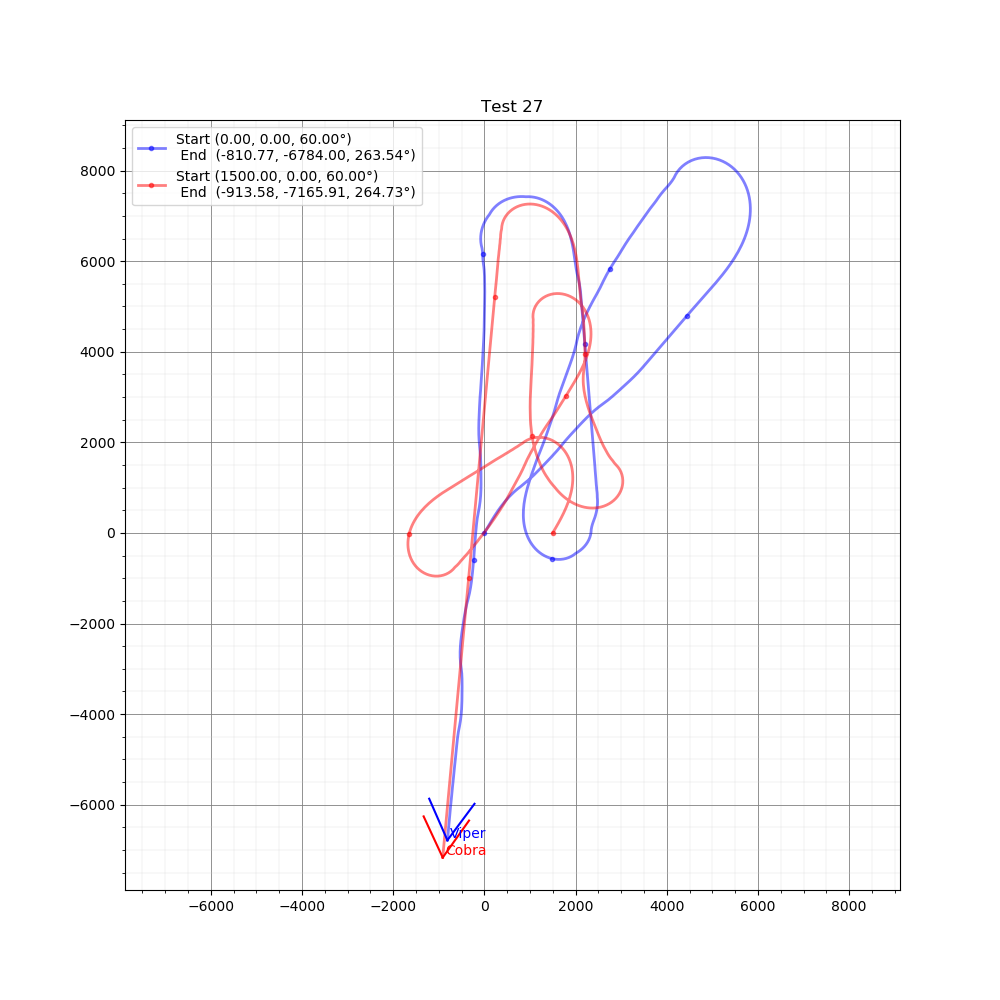 Test 27
Start (0.00, 0.00, 60.00°)
End (-810.77, -6784.00, 263.54°)
Start (1500.00, 0.00, 60.00°)
End (-913.58, -7165.91, 264.73°)
8000
6000
4000
2000
0
−2000
−4000
−6000
Viper
Cobra
−6000 −4000 −2000 0 2000 4000 6000 8000